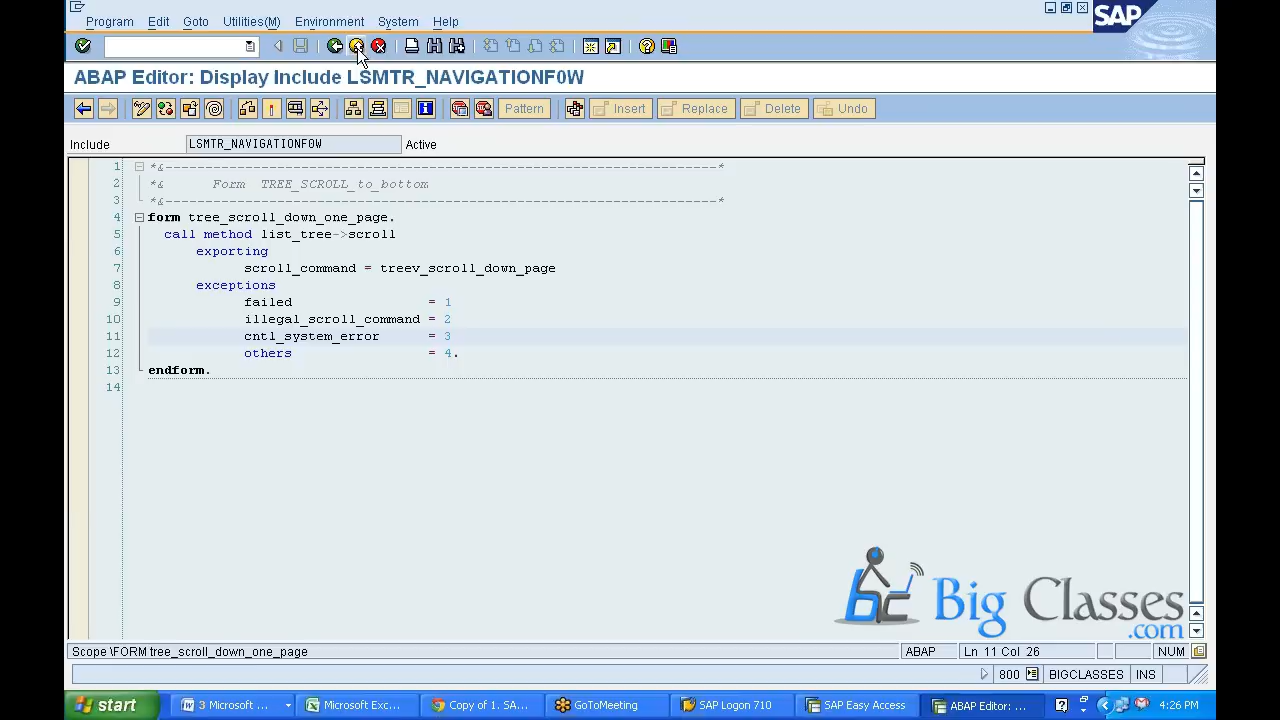 Program Edit Goto Utilities(M) Environment System Help
SAP
ABAP Editor: Display Include LSMTR_NAVIGATIONF0W
Pattern Insert Replace Delete Undo
Include LSMTR_NAVIGATIONF0W Active
1 *&---------------------------------------------------------------------*
2 *& Form TREE_SCROLL_to_bottom
3 *&---------------------------------------------------------------------*
4 form tree_scroll_down_one_page.
5 call method list_tree->scroll
6 exporting
7 scroll_command = treev_scroll_down_page
8 exceptions
9 failed = 1
10 illegal_scroll_command = 2
11 cntl_system_error = 3
12 others = 4.
13 endform.
14
bc Big Classes
.com
Scope \FORM tree_scroll_down_one_page ABAP Ln 11 Col 26 NUM
800 BIGCLASSES INS
start 3 Microsoft ... Microsoft Exc... Copy of 1. SA... GoToMeeting SAP Logon 710 SAP Easy Access ABAP Editor: ... 4:26 PM